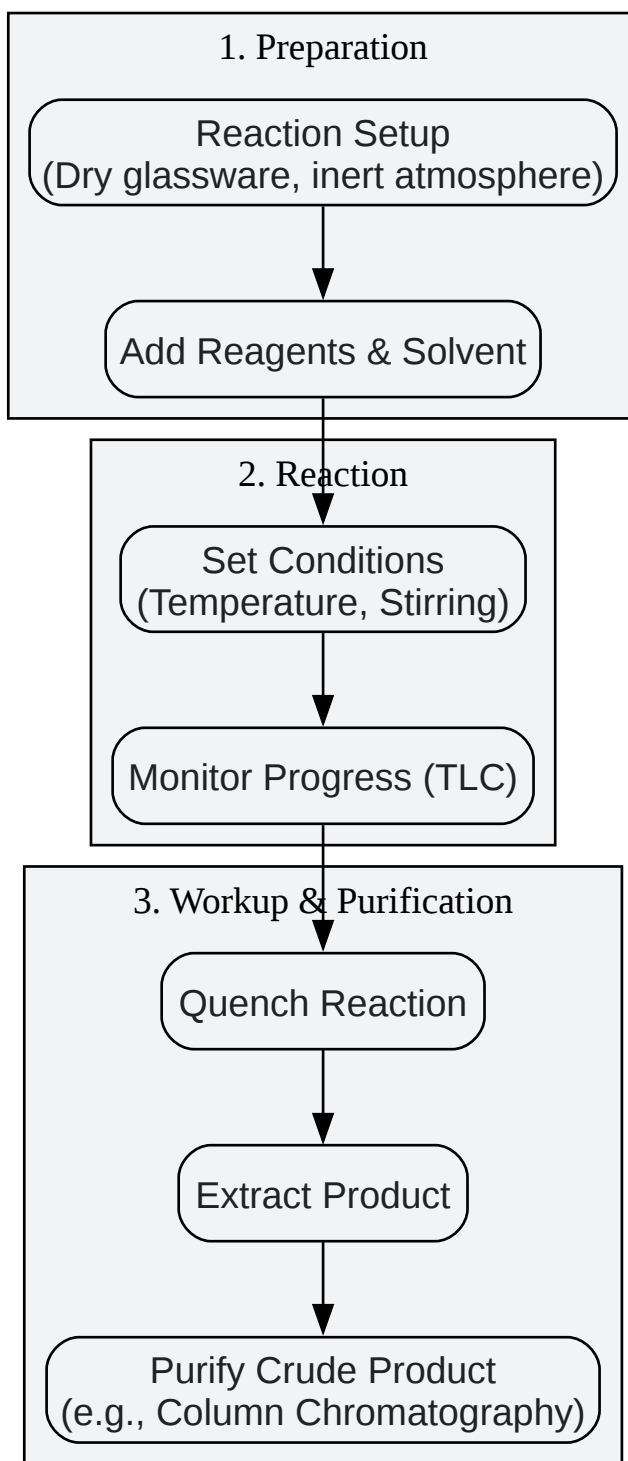 1. Preparation
Reaction Setup
(Dry glassware, inert atmosphere)
Add Reagents & Solvent
2. Reaction
Set Conditions
(Temperature, Stirring)
Monitor Progress (TLC)
3. Workup & Purification
Quench Reaction
Extract Product
Purify Crude Product
(e.g., Column Chromatography)